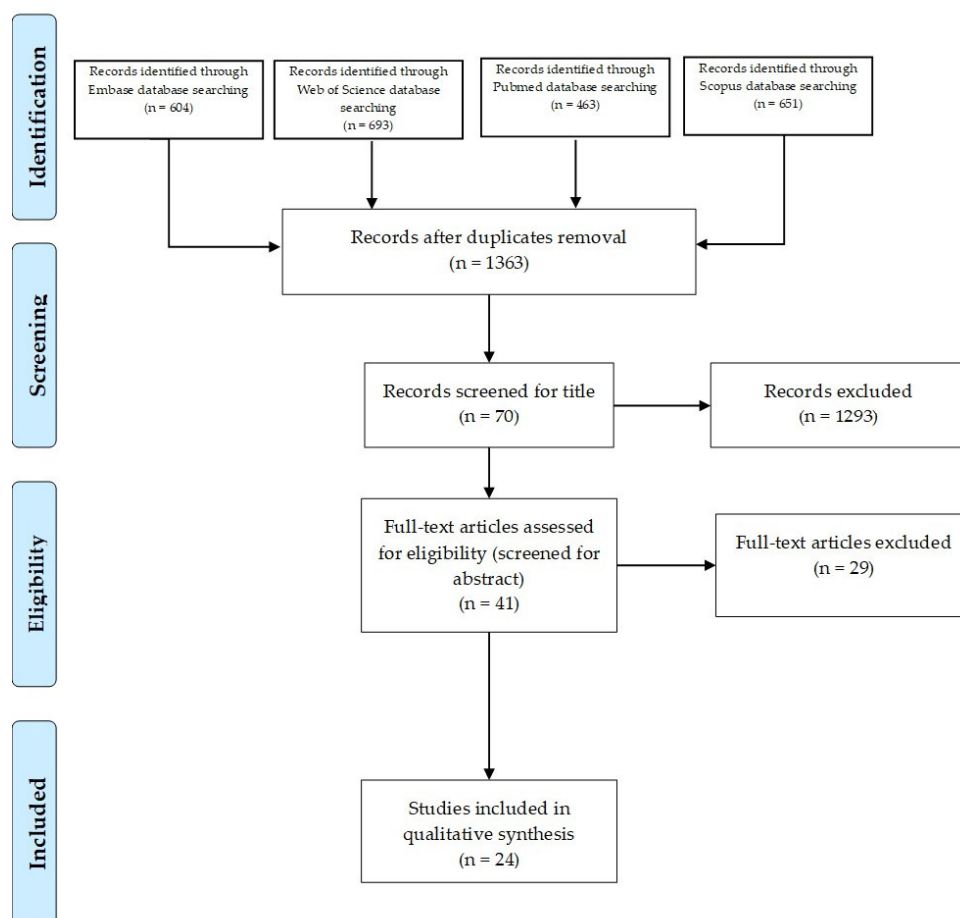 Identification
Records identified through
Embase database searching
(n = 604)
Records identified through
Web of Science database
searching
(n = 693)
Records identified through
Pubmed database searching
(n = 463)
Records identified through
Scopus database searching
(n = 651)
Records after duplicates removal
(n = 1363)
Screening
Records screened for title
(n = 70)
Records excluded
(n = 1293)
Eligibility
Full-text articles assessed
for eligibility (screened for
abstract)
(n = 41)
Full-text articles excluded
(n = 29)
Included
Studies included in
qualitative synthesis
(n = 24)